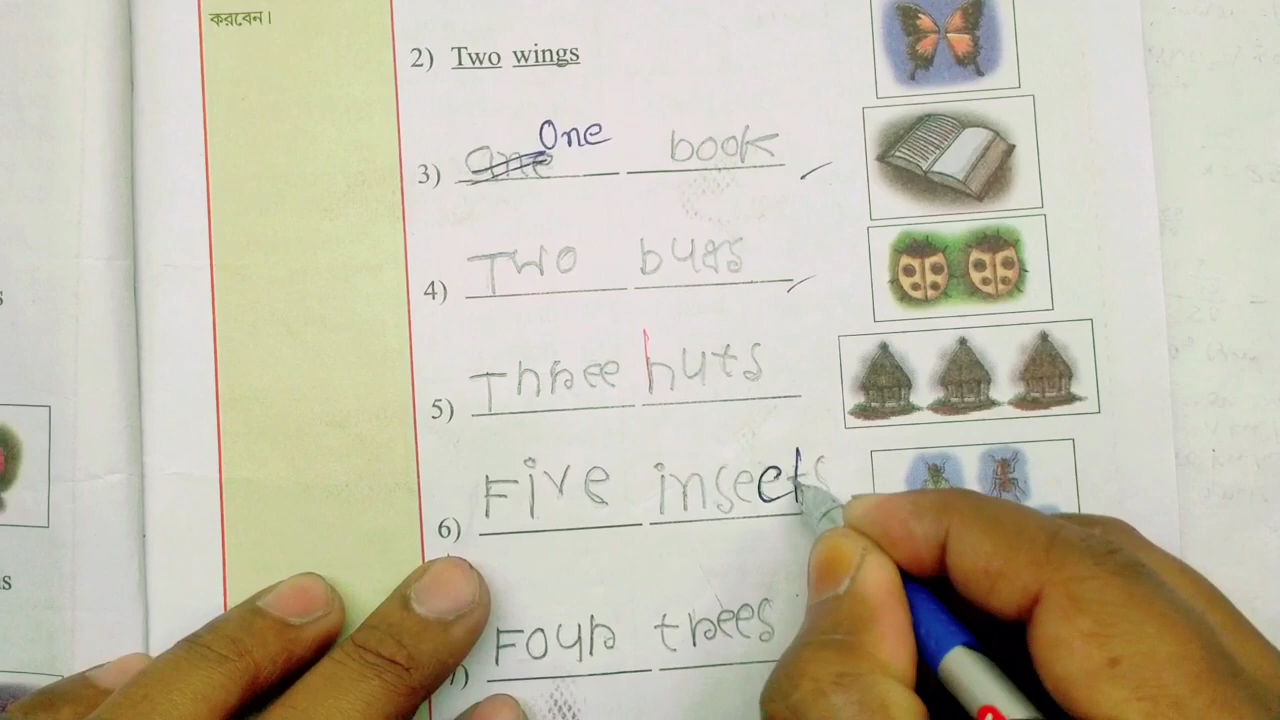 করবেন।
2) Two wings
3) One One book
4) Two bugs
5) Three huts
6) Five insects
7) Four trees